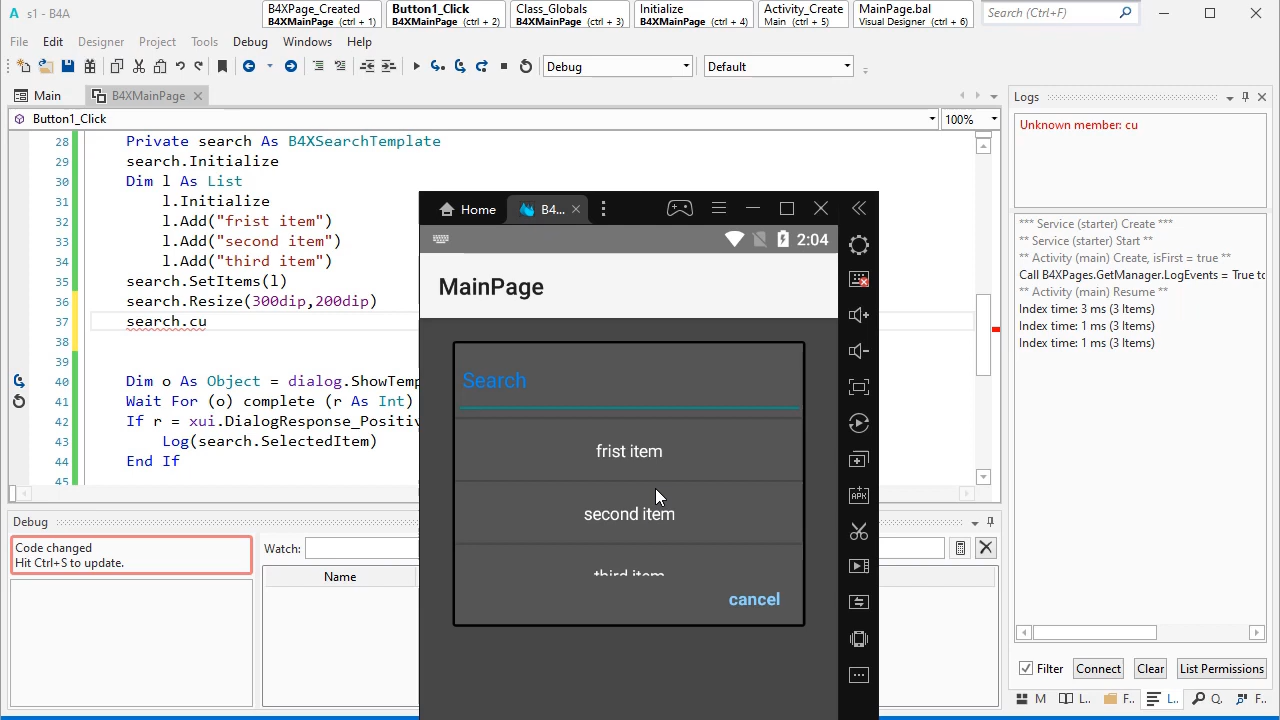 A s1 - B4A
B4XPage_Created
B4XMainPage ( ctrl + 1)
Button1_Click
B4XMainPage ( ctrl + 2)
Class_Globals
B4XMainPage ( ctrl + 3)
Initialize
B4XMainPage ( ctrl + 4)
Activity_Create
Main ( ctrl + 5)
MainPage.bal
Visual Designer ( ctrl + 6)
Search (Ctrl+F)
File Edit Designer Project Tools Debug Windows Help
Debug Default
Main B4XMainPage
Button1_Click 100%
28 Private search As B4XSearchTemplate
29 search.Initialize
30 Dim l As List
31 l.Initialize
32 l.Add("frist item")
33 l.Add("second item")
34 l.Add("third item")
35 search.SetItems(l)
36 search.Resize(300dip,200dip)
37 search.cu
38
39
40 Dim o As Object = dialog.ShowTemp
41 Wait For (o) complete (r As Int)
42 If r = xui.DialogResponse_Positiv
43 Log(search.SelectedItem)
44 End If
45
Home B4...
2:04
MainPage
Search
frist item
second item
third item
cancel
APK
Logs
Unknown member: cu
*** Service (starter) Create ***
** Service (starter) Start **
** Activity (main) Create, isFirst = true **
Call B4XPages.GetManager.LogEvents = True to
** Activity (main) Resume **
Index time: 3 ms (3 Items)
Index time: 1 ms (3 Items)
Index time: 1 ms (3 Items)
Filter Connect Clear List Permissions
M L.. F.. L.. Q. F..
Debug
Code changed
Hit Ctrl+S to update.
Watch:
Name